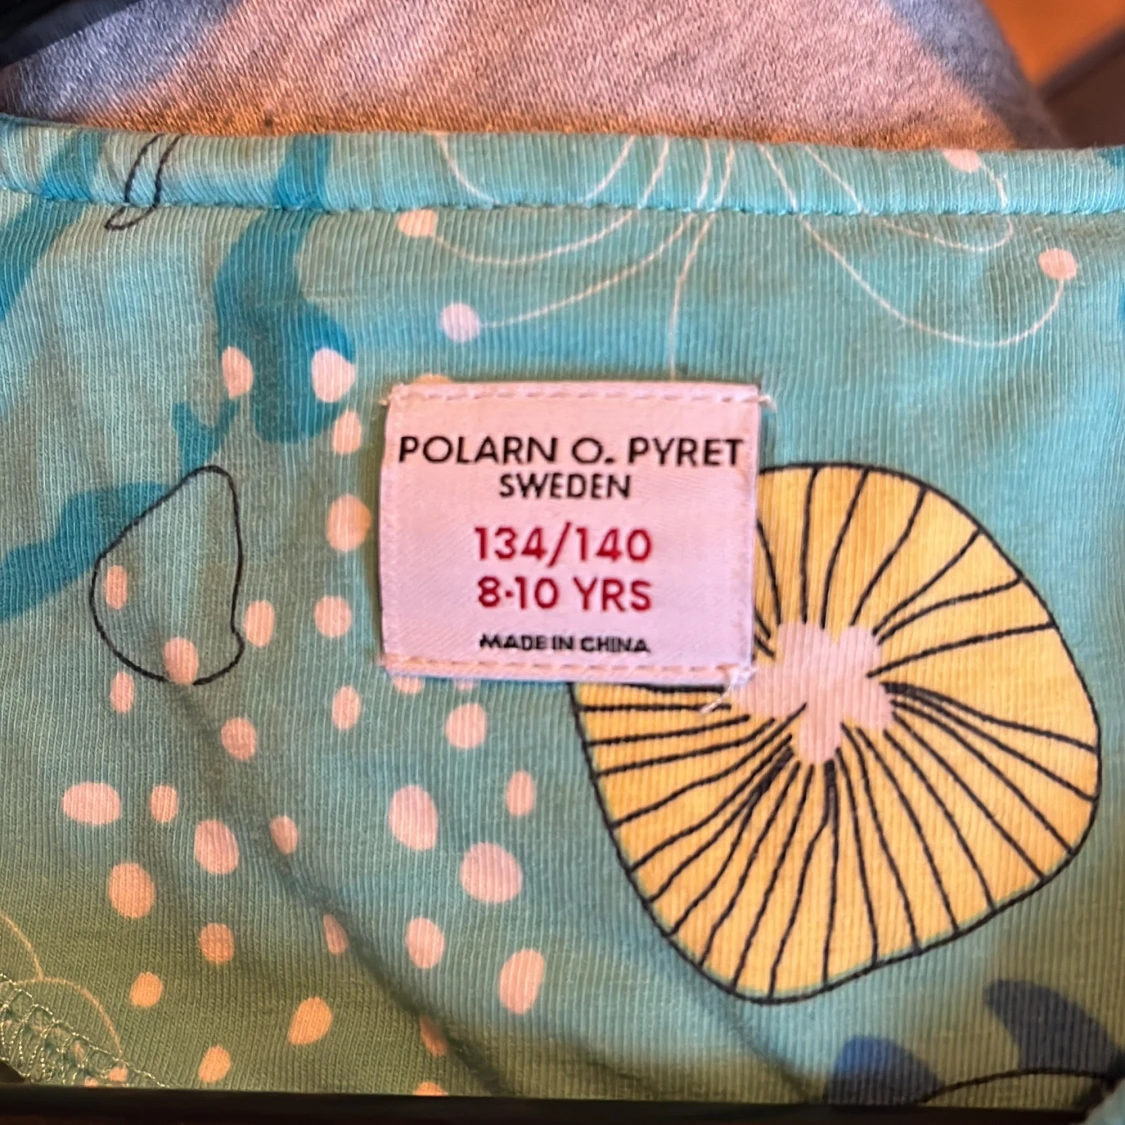 POLARN O. PYRET
SWEDEN
134/140
8-10 YRS
MADE IN CHINA